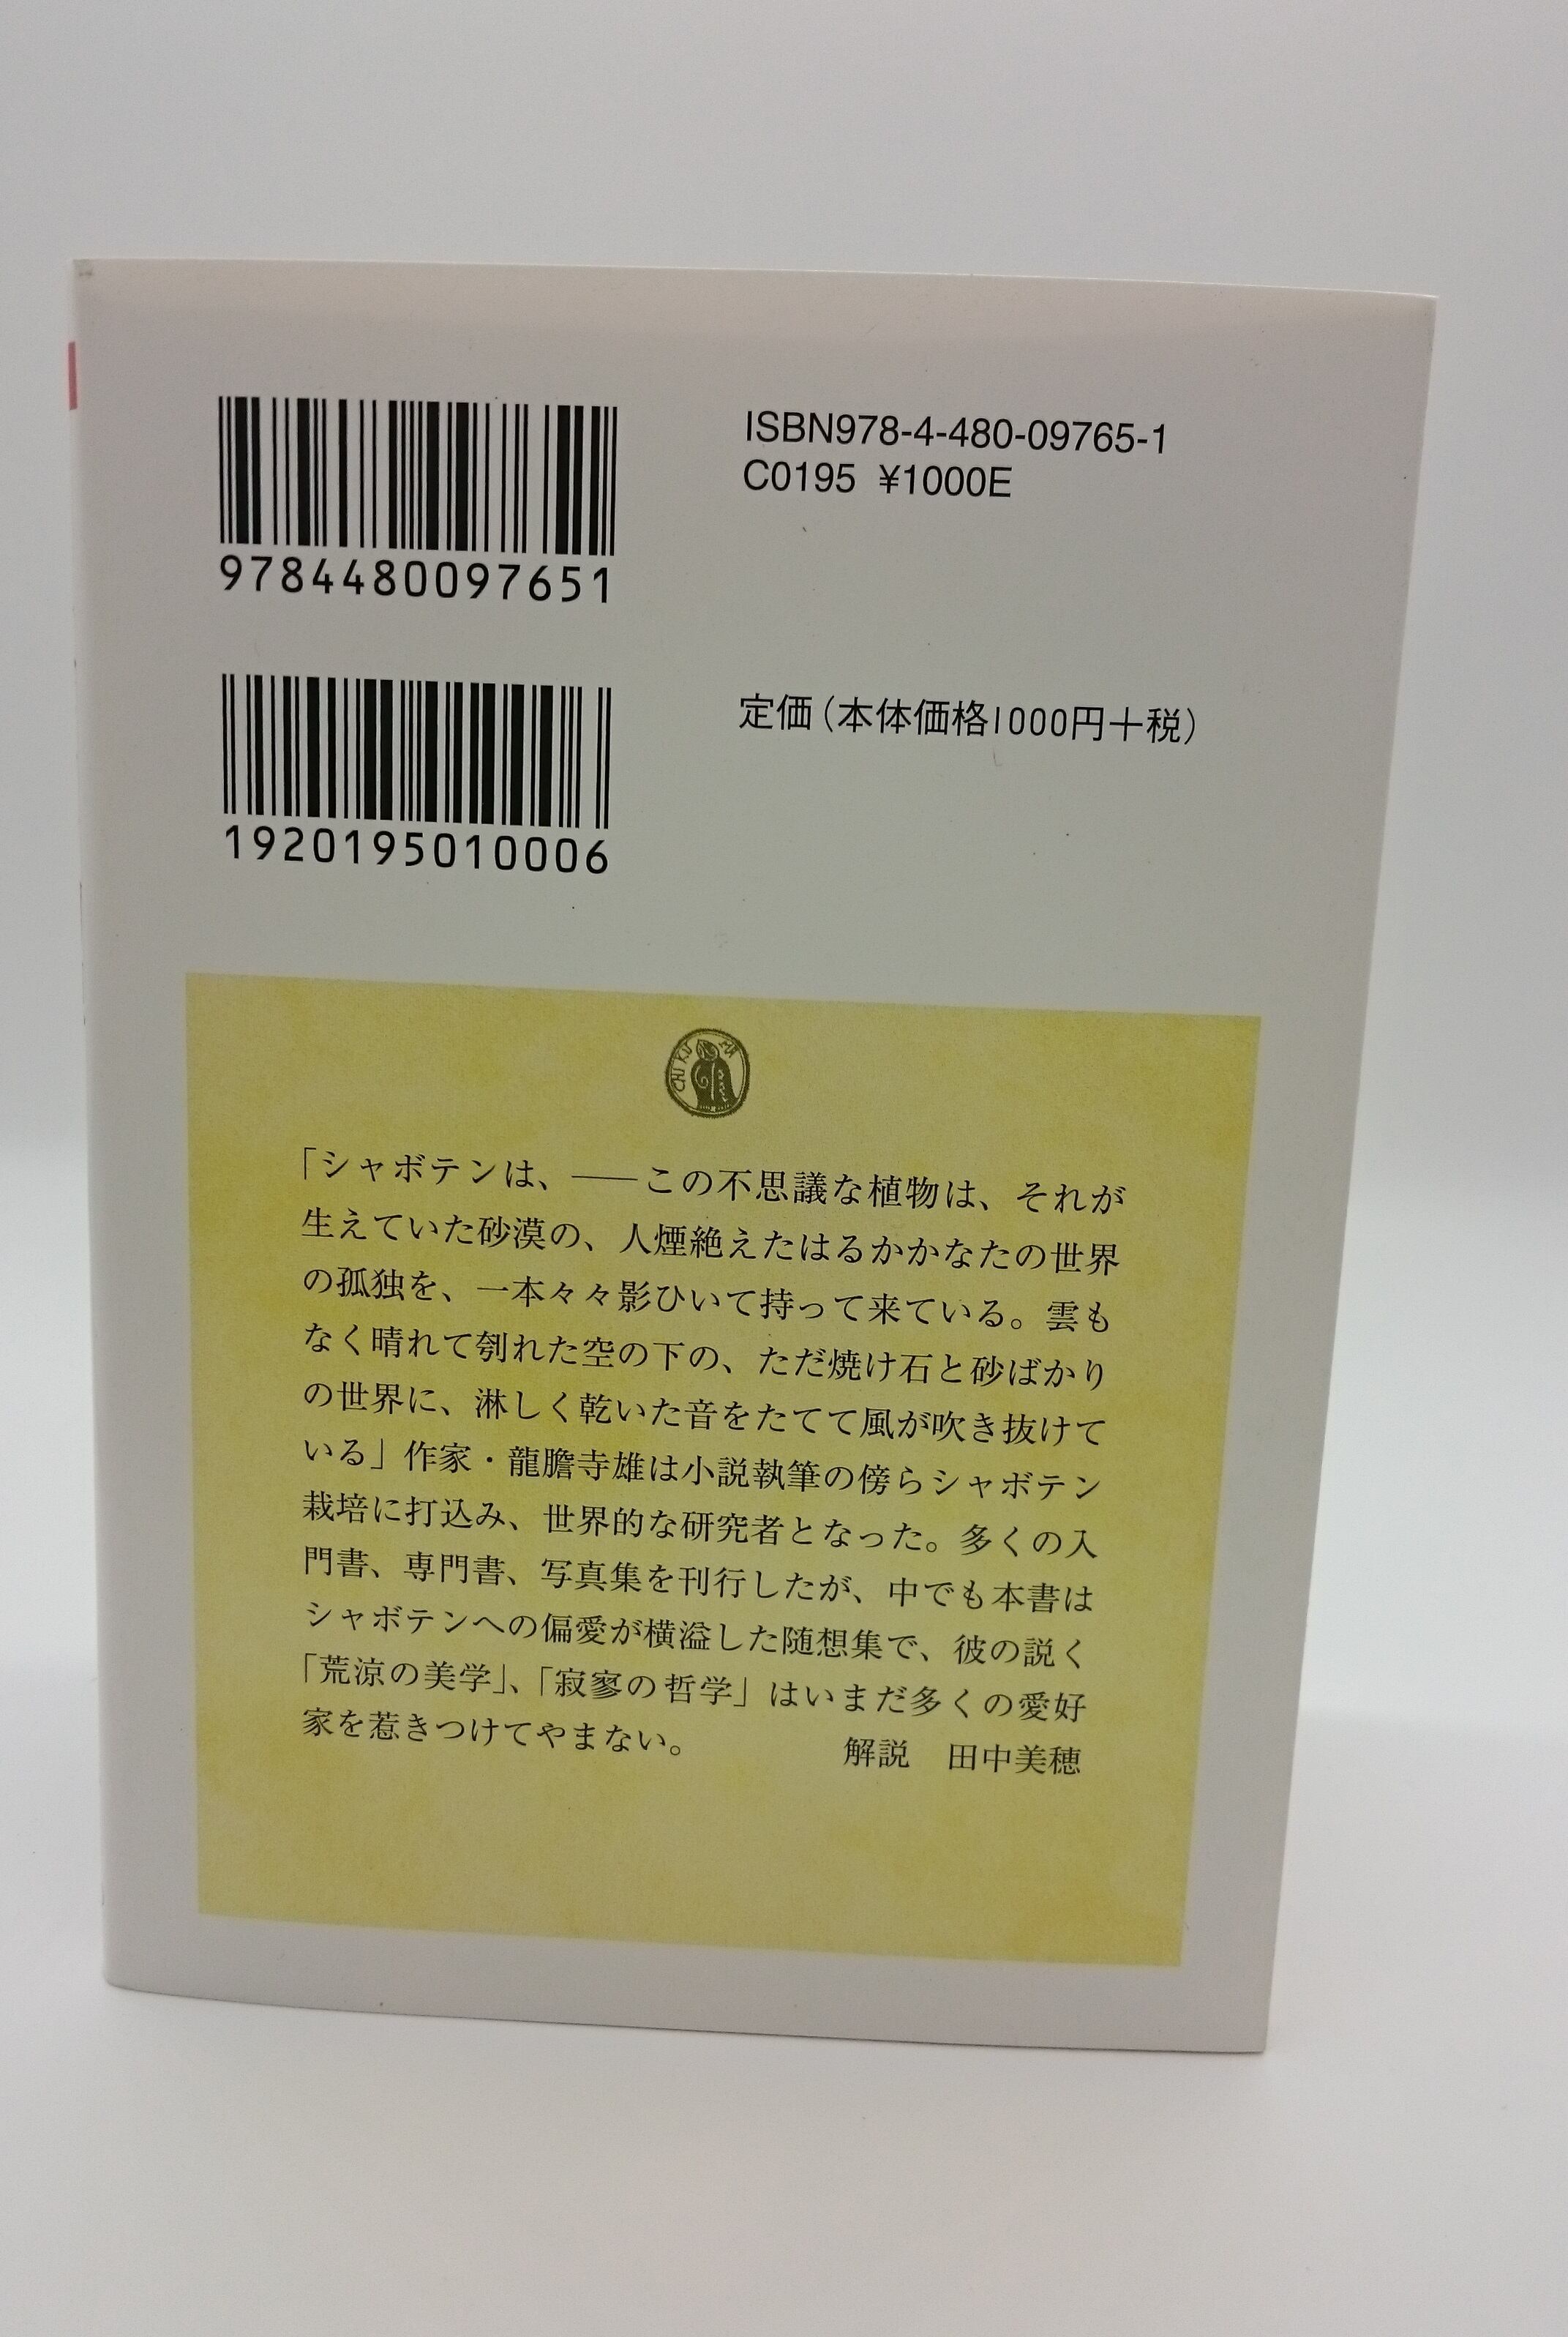 ISBN978-4-480-09765-1
C0195 ¥1000E
9784480097651
定価(本体価格1000円+税)
1920195010006
CHIKUMA
「シャボテンは、――この不思議な植物は、それが
生えていた砂漠の、人煙絶えたはるかかなたの世界
の孤独を、一本々々影ひいて持って来ている。雲も
なく晴れて刳れた空の下の、ただ焼け石と砂ばかり
の世界に、淋しく乾いた音をたてて風が吹き抜けて
いる」作家・龍膽寺雄は小説執筆の傍らシャボテン
栽培に打込み、世界的な研究者となった。多くの入
門書、専門書、写真集を刊行したが、中でも本書は
シャボテンへの偏愛が横溢した随想集で、彼の説く
「荒涼の美学」、「寂寥の哲学」はいまだ多くの愛好
家を惹きつけてやまない。 解説 田中美穂